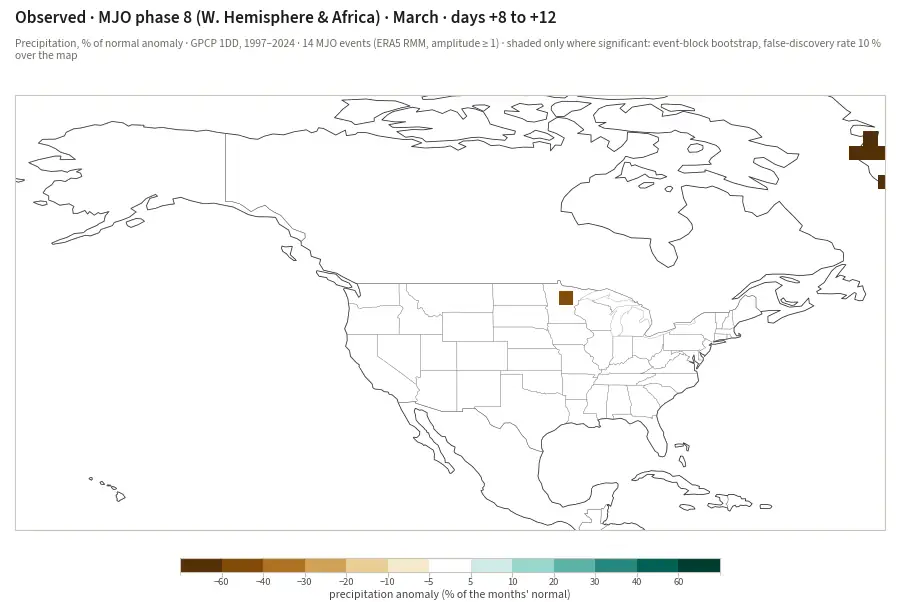 Observed · MJO phase 8 (W. Hemisphere & Africa) · March · days +8 to +12
Precipitation, % of normal anomaly · GPCP 1DD, 1997–2024 · 14 MJO events (ERA5 RMM, amplitude ≥ 1) · shaded only where significant: event-block bootstrap, false-discovery rate 10 %
over the map
−60 −40 −30 −20 −10 −5 5 10 20 30 40 60
precipitation anomaly (% of the months' normal)